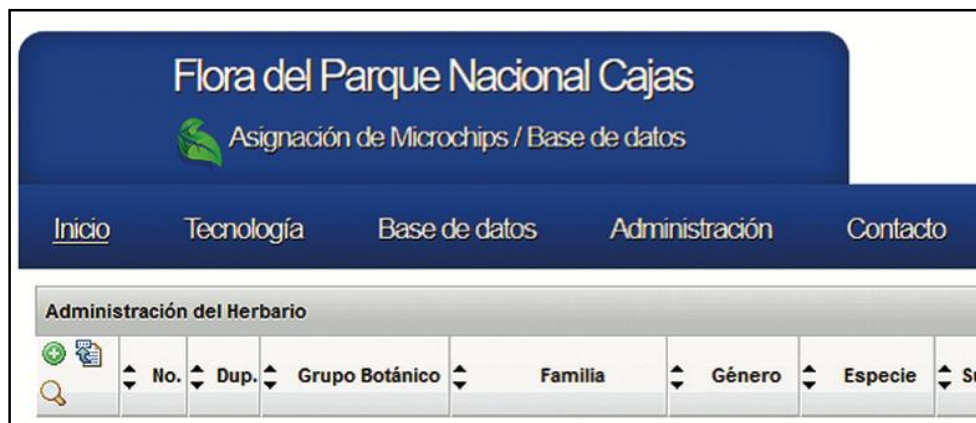 Flora del Parque Nacional Cajas
Asignación de Microchips / Base de datos
Inicio Tecnología Base de datos Administración Contacto
Administración del Herbario
No. Dup. Grupo Botánico Familia Género Especie